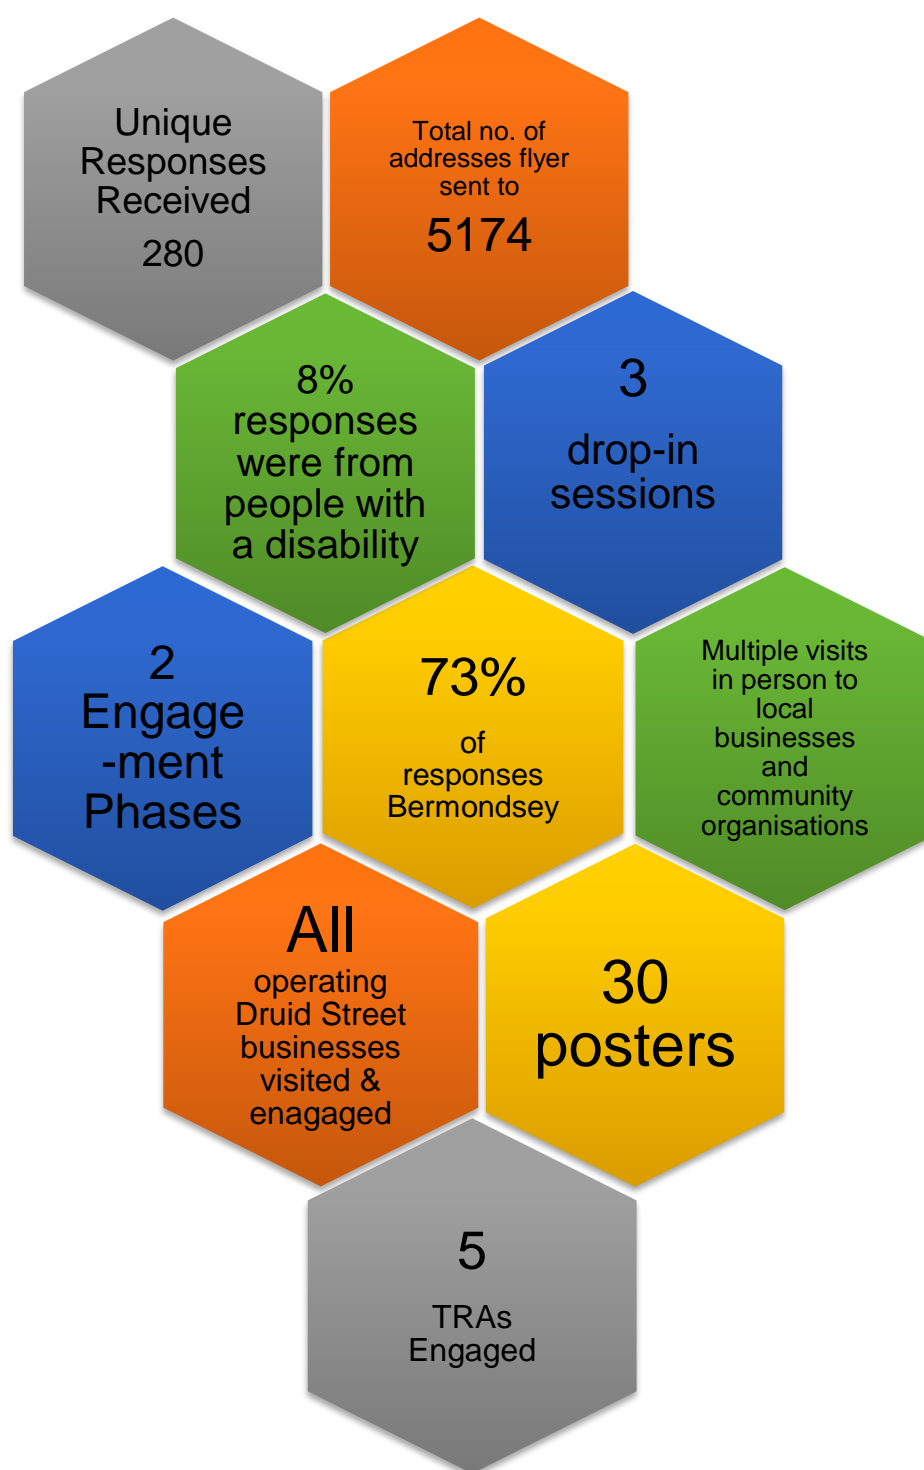 Unique
Responses
Received
280
Total no. of
addresses flyer
sent to
5174
8%
responses
were from
people with
a disability
3
drop-in
sessions
2
Engage
-ment
Phases
73%
of
responses
Bermondsey
Multiple visits
in person to
local
businesses
and
community
organisations
All
operating
Druid Street
businesses
visited &
enagaged
30
posters
5
TRAs
Engaged